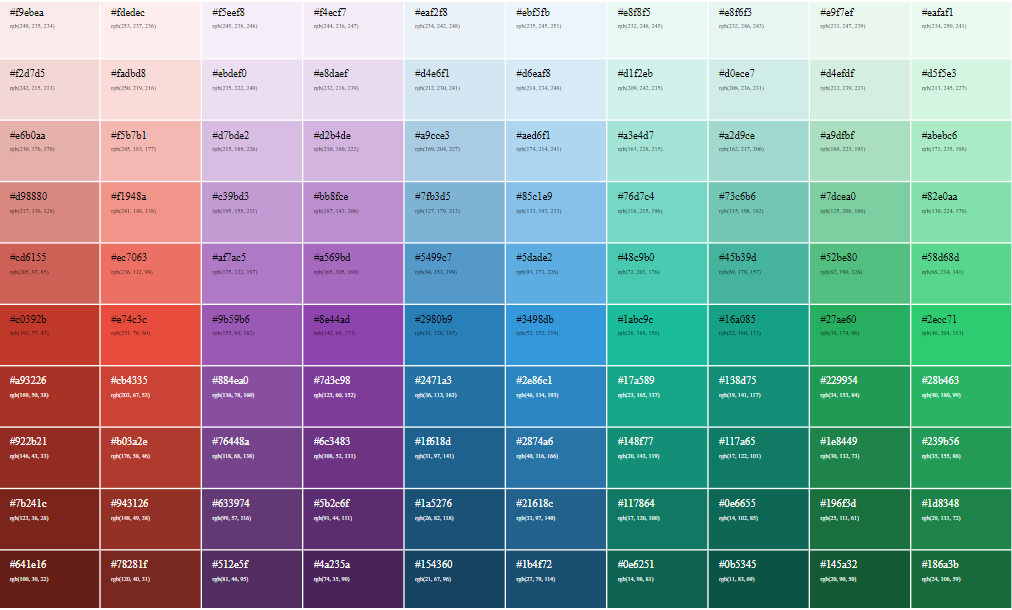 #f9ebea #fdedec #f5eef8 #f4ecf7 #eaf2f8 #ebf5fb #e8f8f5 #e8f6f3 #e9f7ef #eafaf1
rgb(249, 235, 234) rgb(253, 237, 236) rgb(245, 238, 248) rgb(244, 236, 247) rgb(234, 242, 248) rgb(235, 245, 251) rgb(232, 248, 245) rgb(232, 246, 243) rgb(233, 247, 239) rgb(234, 250, 241)
#f2d7d5 #fadbd8 #ebdef0 #e8daef #d4e6f1 #d6eaf8 #d1f2eb #d0ece7 #d4efdf #d5f5e3
rgb(242, 215, 213) rgb(250, 219, 216) rgb(235, 222, 240) rgb(232, 218, 239) rgb(212, 230, 241) rgb(214, 234, 248) rgb(209, 242, 235) rgb(208, 236, 231) rgb(212, 239, 223) rgb(213, 245, 227)
#e6b0aa #f5b7b1 #d7bde2 #d2b4de #a9cce3 #aed6f1 #a3e4d7 #a2d9ce #a9dfbf #abebc6
rgb(230, 176, 170) rgb(245, 183, 177) rgb(215, 189, 226) rgb(210, 180, 222) rgb(169, 204, 227) rgb(174, 214, 241) rgb(163, 228, 215) rgb(162, 217, 206) rgb(169, 223, 191) rgb(171, 235, 198)
#d98880 #f1948a #c39bd3 #bb8fce #7fb3d5 #85c1e9 #76d7c4 #73c6b6 #7dcea0 #82e0aa
rgb(217, 136, 128) rgb(241, 148, 138) rgb(195, 155, 211) rgb(187, 143, 206) rgb(127, 179, 213) rgb(133, 193, 233) rgb(118, 215, 196) rgb(115, 198, 182) rgb(125, 206, 160) rgb(130, 224, 170)
#cd6155 #ec7063 #af7ac5 #a569bd #5499c7 #5dade2 #48c9b0 #45b39d #52be80 #58d68d
rgb(205, 97, 85) rgb(236, 112, 99) rgb(175, 122, 197) rgb(165, 105, 189) rgb(84, 153, 199) rgb(93, 173, 226) rgb(72, 201, 176) rgb(69, 179, 157) rgb(82, 190, 128) rgb(88, 214, 141)
#c0392b #e74c3c #9b59b6 #8e44ad #2980b9 #3498db #1abc9c #16a085 #27ae60 #2ecc71
rgb(192, 57, 43) rgb(231, 76, 60) rgb(155, 89, 182) rgb(142, 68, 173) rgb(41, 128, 185) rgb(52, 152, 219) rgb(26, 188, 156) rgb(22, 160, 133) rgb(39, 174, 96) rgb(46, 204, 113)
#a93226 #cb4335 #884ea0 #7d3c98 #2471a3 #2e86c1 #17a589 #138d75 #229954 #28b463
rgb(169, 50, 38) rgb(203, 67, 53) rgb(136, 78, 160) rgb(125, 60, 152) rgb(36, 113, 163) rgb(46, 134, 193) rgb(23, 165, 137) rgb(19, 141, 117) rgb(34, 153, 84) rgb(40, 180, 99)
#922b21 #b03a2e #76448a #6c3483 #1f618d #2874a6 #148f77 #117a65 #1e8449 #239b56
rgb(146, 43, 33) rgb(176, 58, 46) rgb(118, 68, 138) rgb(108, 52, 131) rgb(31, 97, 141) rgb(40, 116, 166) rgb(20, 143, 119) rgb(17, 122, 101) rgb(30, 132, 73) rgb(35, 155, 86)
#7b241c #943126 #633974 #5b2c6f #1a5276 #21618c #117864 #0e6655 #196f3d #1d8348
rgb(123, 36, 28) rgb(148, 49, 38) rgb(99, 57, 116) rgb(91, 44, 111) rgb(26, 82, 118) rgb(33, 97, 140) rgb(17, 120, 100) rgb(14, 102, 85) rgb(25, 111, 61) rgb(29, 131, 72)
#641e16 #78281f #512e5f #4a235a #154360 #1b4f72 #0e6251 #0b5345 #145a32 #186a3b
rgb(100, 30, 22) rgb(120, 40, 31) rgb(81, 46, 95) rgb(74, 35, 90) rgb(21, 67, 96) rgb(27, 79, 114) rgb(14, 98, 81) rgb(11, 83, 69) rgb(20, 90, 50) rgb(24, 106, 59)